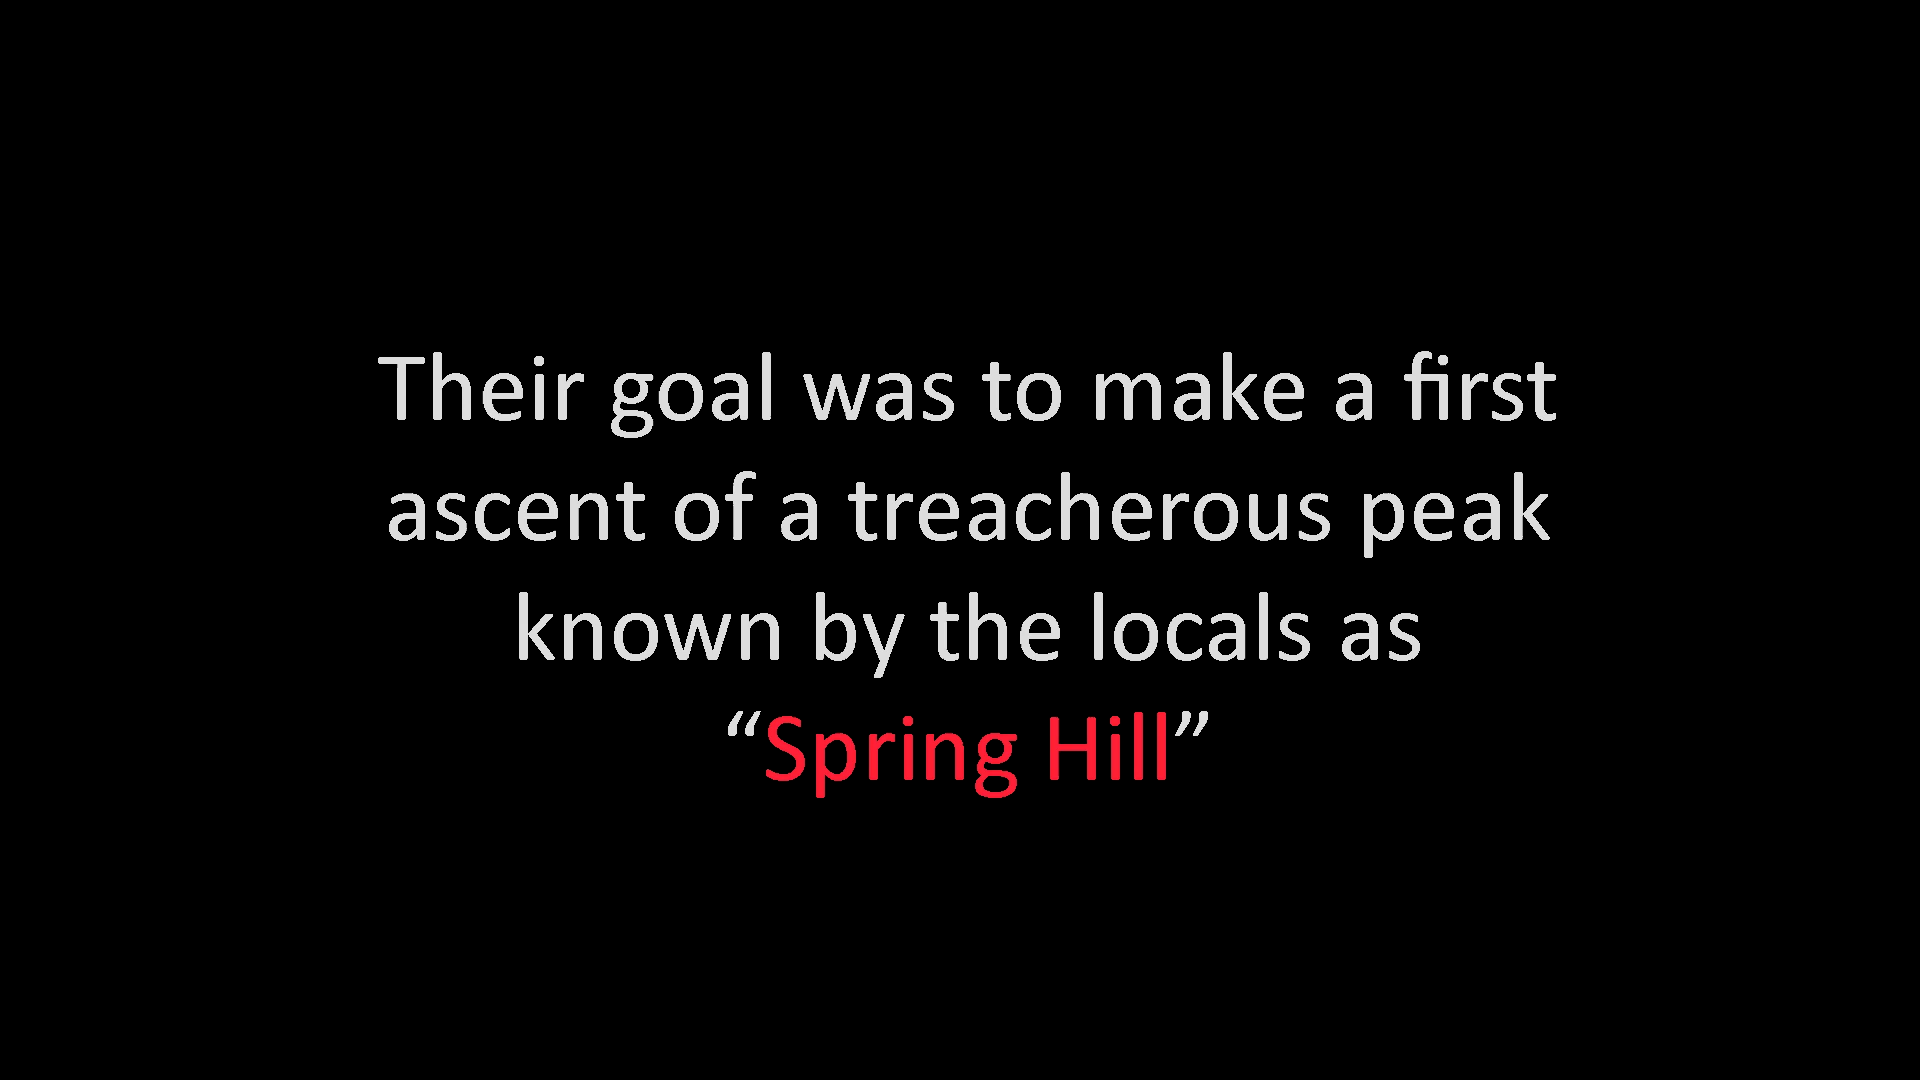 Their goal was to make a first
ascent of a treacherous peak
known by the locals as
“Spring Hill”